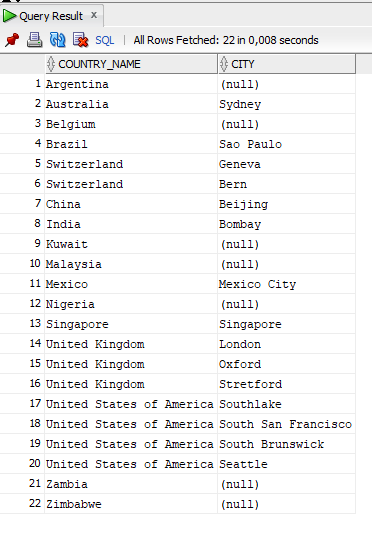 Query Result x
SQL | All Rows Fetched: 22 in 0,008 seconds
COUNTRY_NAME CITY
1 Argentina (null)
2 Australia Sydney
3 Belgium (null)
4 Brazil Sao Paulo
5 Switzerland Geneva
6 Switzerland Bern
7 China Beijing
8 India Bombay
9 Kuwait (null)
10 Malaysia (null)
11 Mexico Mexico City
12 Nigeria (null)
13 Singapore Singapore
14 United Kingdom London
15 United Kingdom Oxford
16 United Kingdom Stretford
17 United States of America Southlake
18 United States of America South San Francisco
19 United States of America South Brunswick
20 United States of America Seattle
21 Zambia (null)
22 Zimbabwe (null)